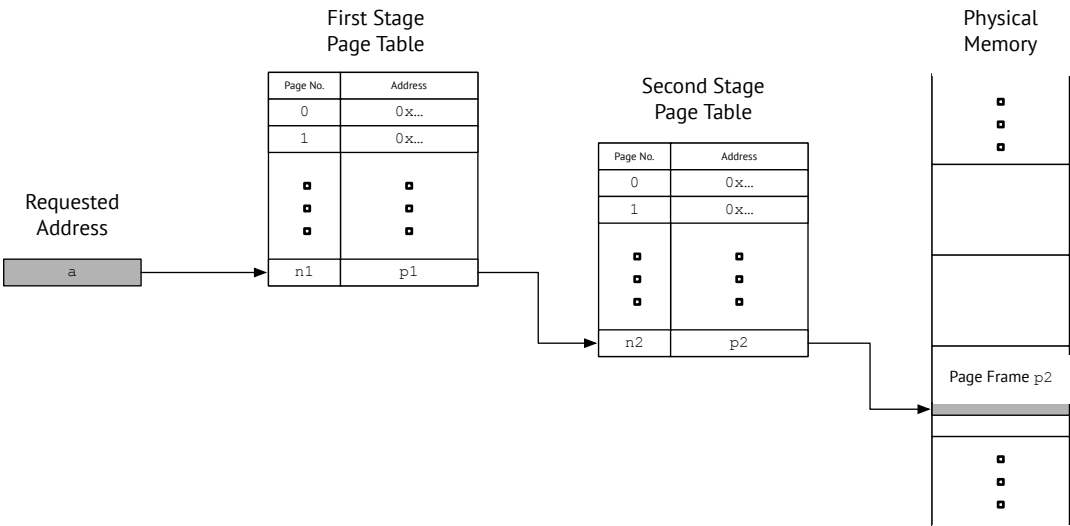 First Stage
Page Table
Page No. Address
0 0x…
1 0x…
n1 p1
Second Stage
Page Table
Page No. Address
0 0x…
1 0x…
n2 p2
Requested
Address
a
Physical
Memory
Page Frame p2